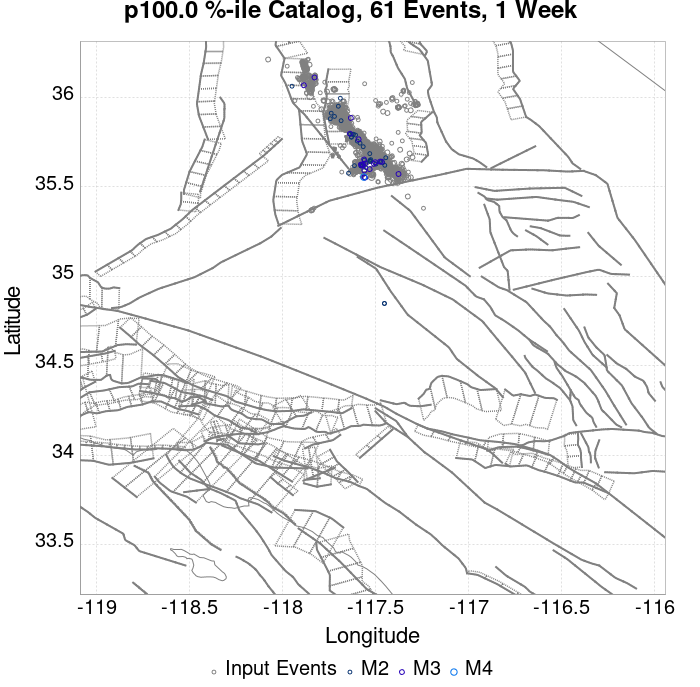 p100.0 %-ile Catalog, 61 Events, 1 Week
36
35.5
35
34.5
34
33.5
Latitude
-119
-118.5
-118
-117.5
-117
-116.5
-116
Longitude
Input Events
M2
M3
M4